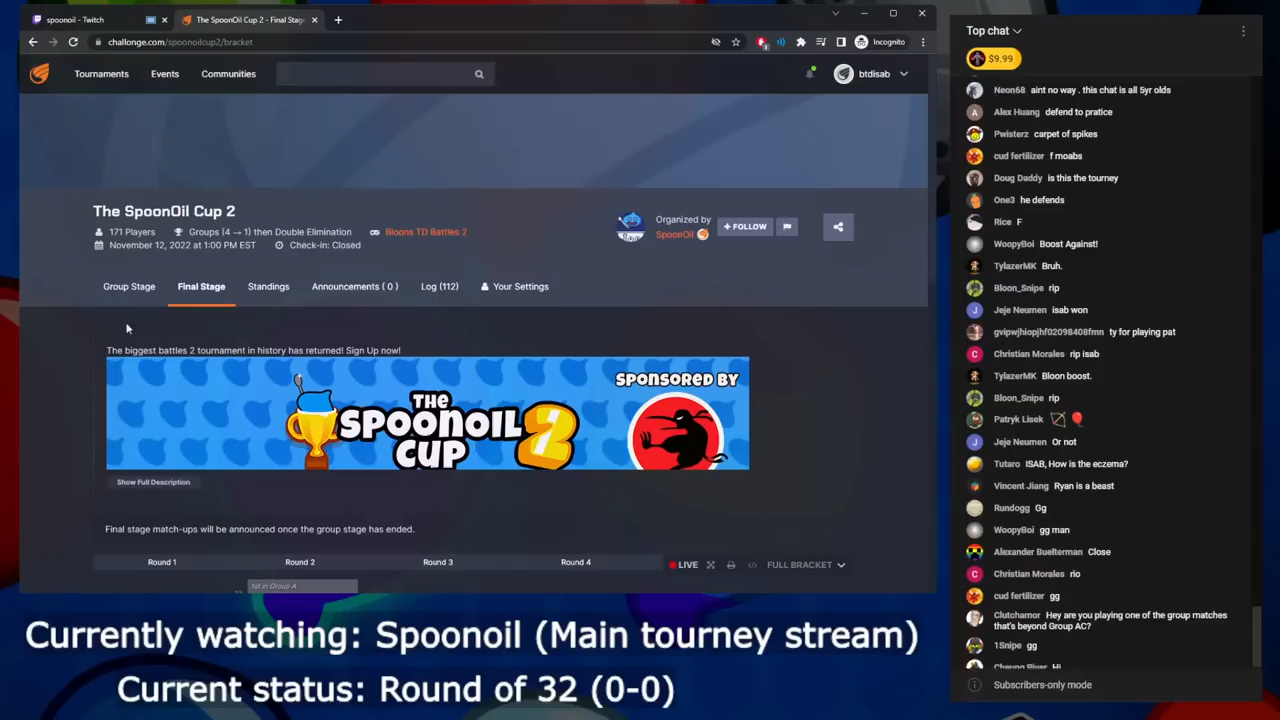 spoonoil - Twitch
The SpoonOil Cup 2 - Final Stage
challonge.com/spoonoilcup2/bracket
Incognito
Tournaments
Events
Communities
btdisab
The SpoonOil Cup 2
171 Players
Groups (4 → 1) then Double Elimination
Bloons TD Battles 2
November 12, 2022 at 1:00 PM EST
Check-in: Closed
Organized by
SpoonOil
+ FOLLOW
Group Stage
Final Stage
Standings
Announcements ( 0 )
Log (112)
Your Settings
The biggest battles 2 tournament in history has returned! Sign Up now!
THE
SPOONOIL
CUP
2
SPONSORED BY
Show Full Description
Final stage match-ups will be announced once the group stage has ended.
Round 1
Round 2
Round 3
Round 4
LIVE
FULL BRACKET
1st in Group A
Currently watching: Spoonoil (Main tourney stream)
Current status: Round of 32 (0-0)
Top chat
$9.99
Neon68 aint no way . this chat is all 5yr olds
Alex Huang defend to pratice
Pwisterz carpet of spikes
cud fertilizer f moabs
Doug Daddy is this the tourney
One3 he defends
Rice F
WoopyBoi Boost Against!
TylazerMK Bruh.
Bloon_Snipe rip
Jeje Neumen isab won
gvipwjhiopjhf02098408fmn ty for playing pat
Christian Morales rip isab
TylazerMK Bloon boost.
Bloon_Snipe rip
Patryk Lisek 🏹🎈
Jeje Neumen Or not
Tutaro ISAB, How is the eczema?
Vincent Jiang Ryan is a beast
Rundogg Gg
WoopyBoi gg man
Alexander Buelterman Close
Christian Morales rio
cud fertilizer gg
Clutchamor Hey are you playing one of the group matches
that's beyond Group AC?
1Snipe gg
Cheung River Hi
Subscribers-only mode